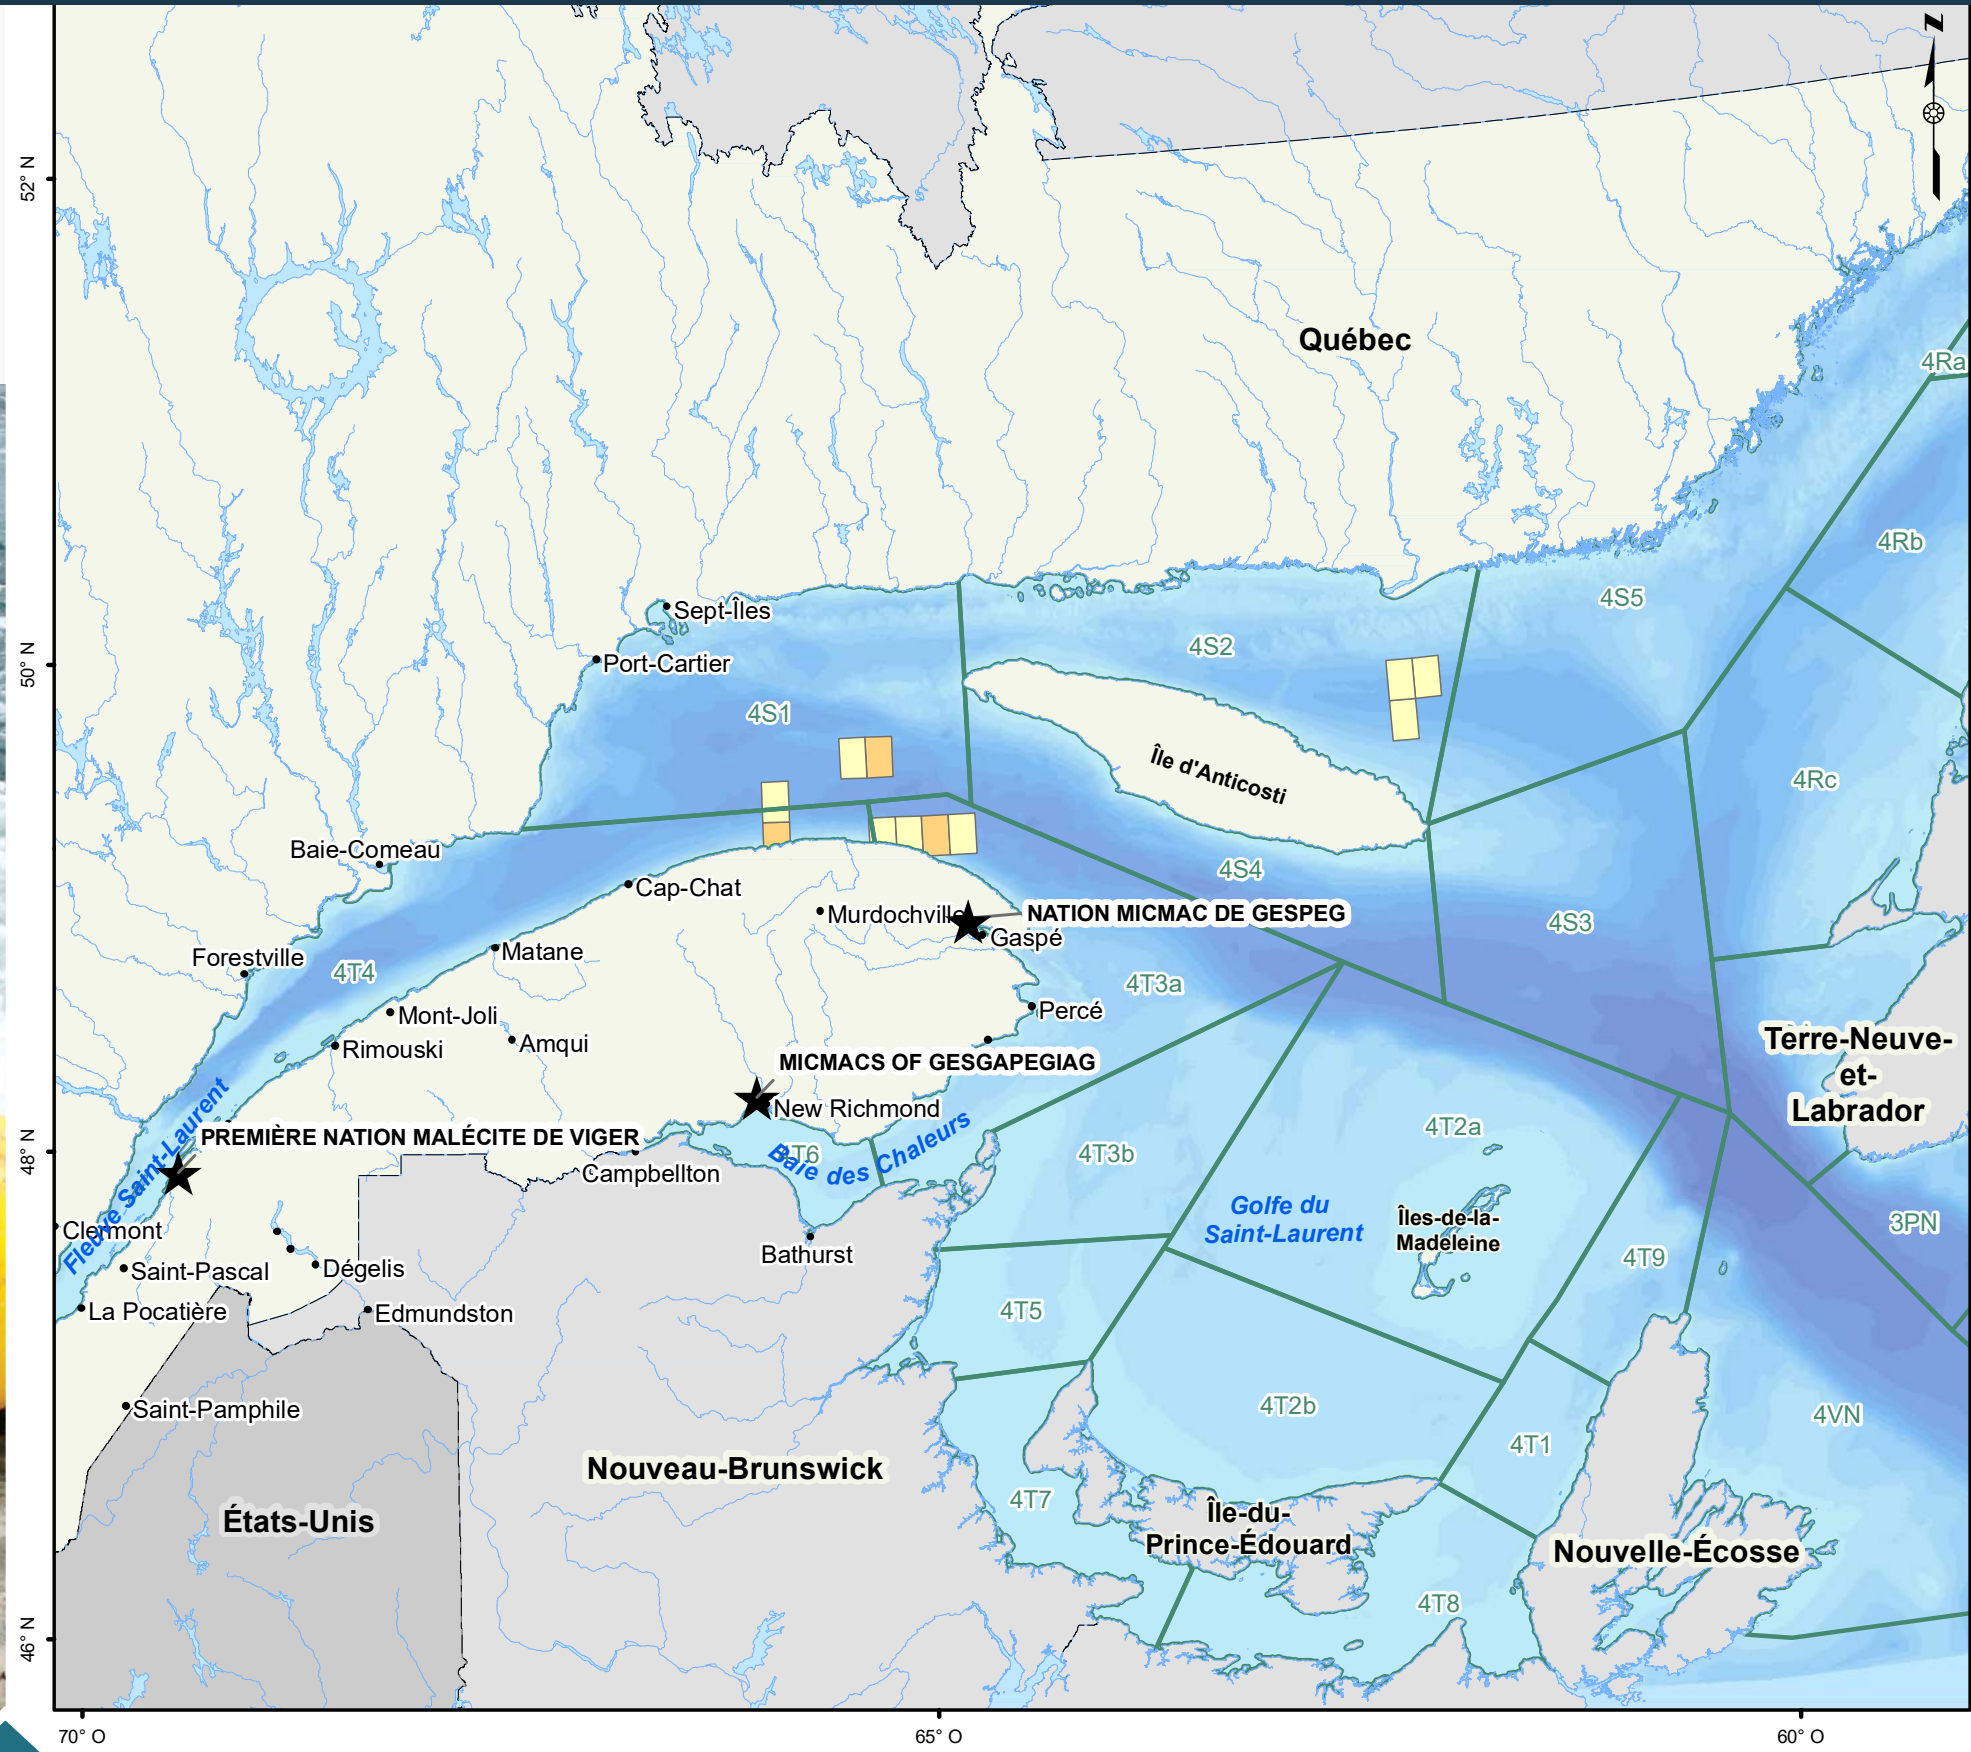 N
52° N
Québec
4Ra
4Rb
4S5
Sept-Îles
4S2
50° N
Port-Cartier
4S1
Île d'Anticosti
4Rc
Baie-Comeau
4S4
Cap-Chat
Murdochville
NATION MICMAC DE GESPEG
4S3
Gaspé
Matane
Forestville
4T4
4T3a
Percé
Mont-Joli
Amqui
Rimouski
Terre-Neuve-
et-
Labrador
MICMACS OF GESGAPEGIAG
New Richmond
4T2a
PREMIÈRE NATION MALÉCITE DE VIGER
48° N
4T6
Baie des Chaleurs
4T3b
Campbellton
Fleuve Saint-Laurent
Golfe du
Saint-Laurent
Îles-de-la-
Madeleine
3PN
Clermont
Bathurst
4T9
Saint-Pascal
Dégelis
La Pocatière
Edmundston
4T5
Saint-Pamphile
4T2b
4VN
4T1
Nouveau-Brunswick
4T7
États-Unis
Île-du-
Prince-Édouard
Nouvelle-Écosse
4T8
46° N
70° O
65° O
60° O